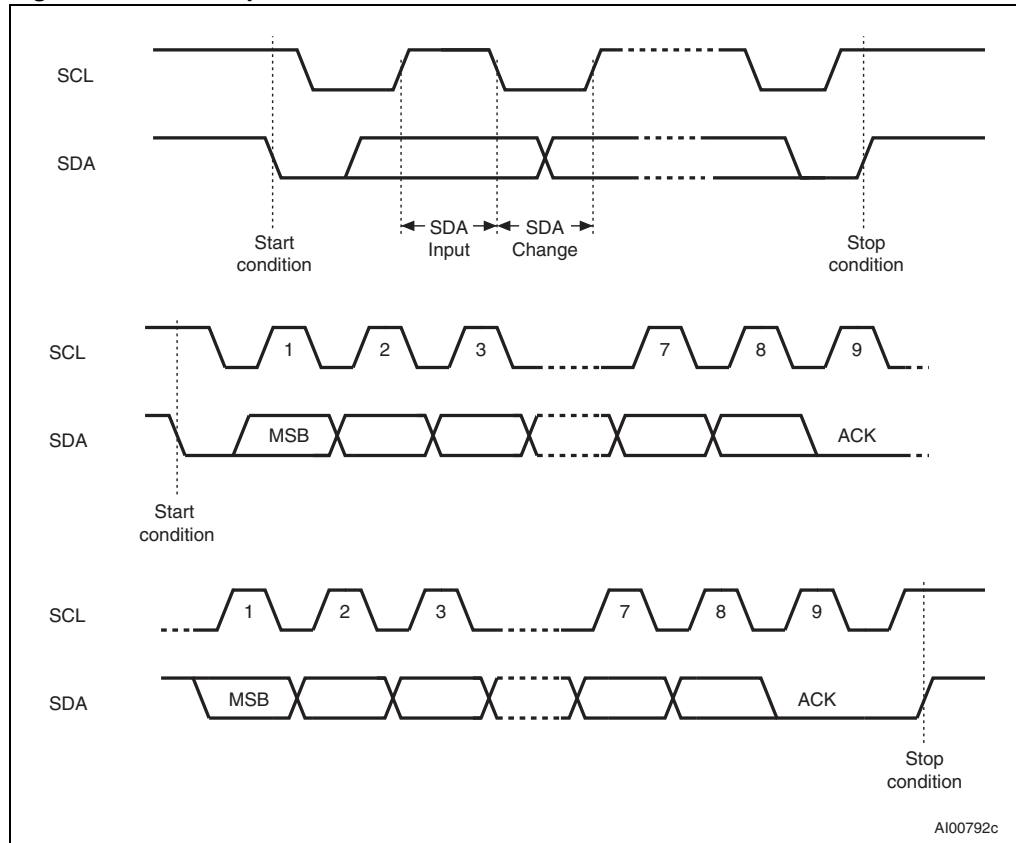 SCL
SDA
SDA
Input
SDA
Change
Start
condition
Stop
condition
SCL
1 2 3 7 8 9
SDA
MSB
ACK
Start
condition
SCL
1 2 3 7 8 9
SDA
MSB
ACK
Stop
condition
AI00792c